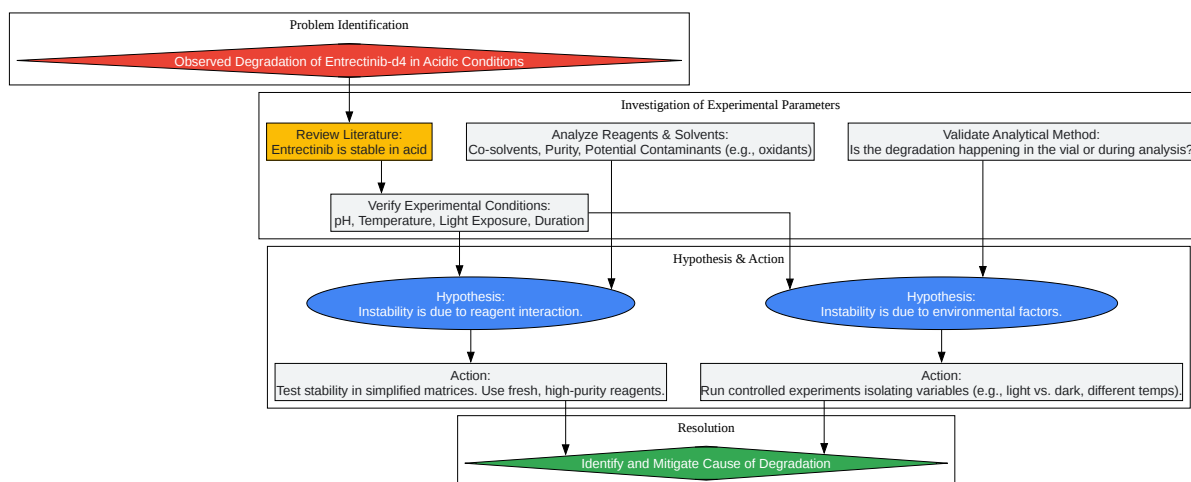 Problem Identification
Observed Degradation of Entrectinib-d4 in Acidic Conditions
Investigation of Experimental Parameters
Review Literature:
Entrectinib is stable in acid
Analyze Reagents & Solvents:
Co-solvents, Purity, Potential Contaminants (e.g., oxidants)
Validate Analytical Method:
Is the degradation happening in the vial or during analysis?
Verify Experimental Conditions:
pH, Temperature, Light Exposure, Duration
Hypothesis & Action
Hypothesis:
Instability is due to reagent interaction.
Hypothesis:
Instability is due to environmental factors.
Action:
Test stability in simplified matrices. Use fresh, high-purity reagents.
Action:
Run controlled experiments isolating variables (e.g., light vs. dark, different temps).
Resolution
Identify and Mitigate Cause of Degradation